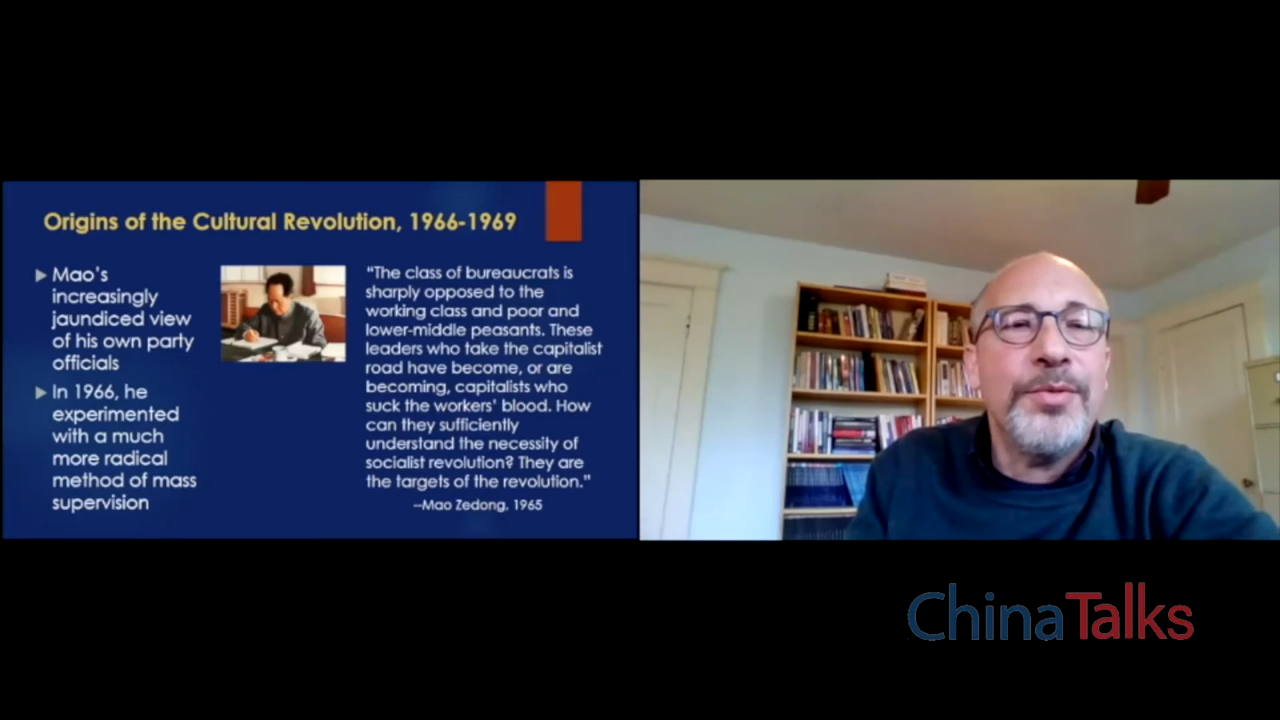 Origins of the Cultural Revolution, 1966-1969
Mao's
increasingly
jaundiced view
of his own party
officials
In 1966, he
experimented
with a much
more radical
method of mass
supervision
“The class of bureaucrats is
sharply opposed to the
working class and poor and
lower-middle peasants. These
leaders who take the capitalist
road have become, or are
becoming, capitalists who
suck the workers’ blood. How
can they sufficiently
understand the necessity of
socialist revolution? They are
the targets of the revolution.”
--Mao Zedong, 1965
ChinaTalks